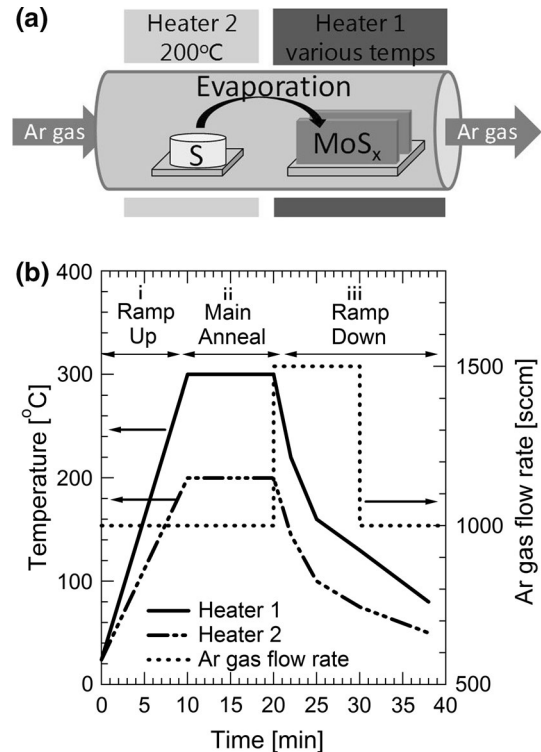 (a)
Heater 2
200°C
Heater 1
various temps
Evaporation
Ar gas
S
MoSₓ
Ar gas
(b)
400
300
200
100
0
Temperature [°C]
i
Ramp
Up
ii
Main
Anneal
iii
Ramp
Down
Heater 1
Heater 2
Ar gas flow rate
1500
1000
500
Ar gas flow rate [sccm]
0 5 10 15 20 25 30 35 40
Time [min]